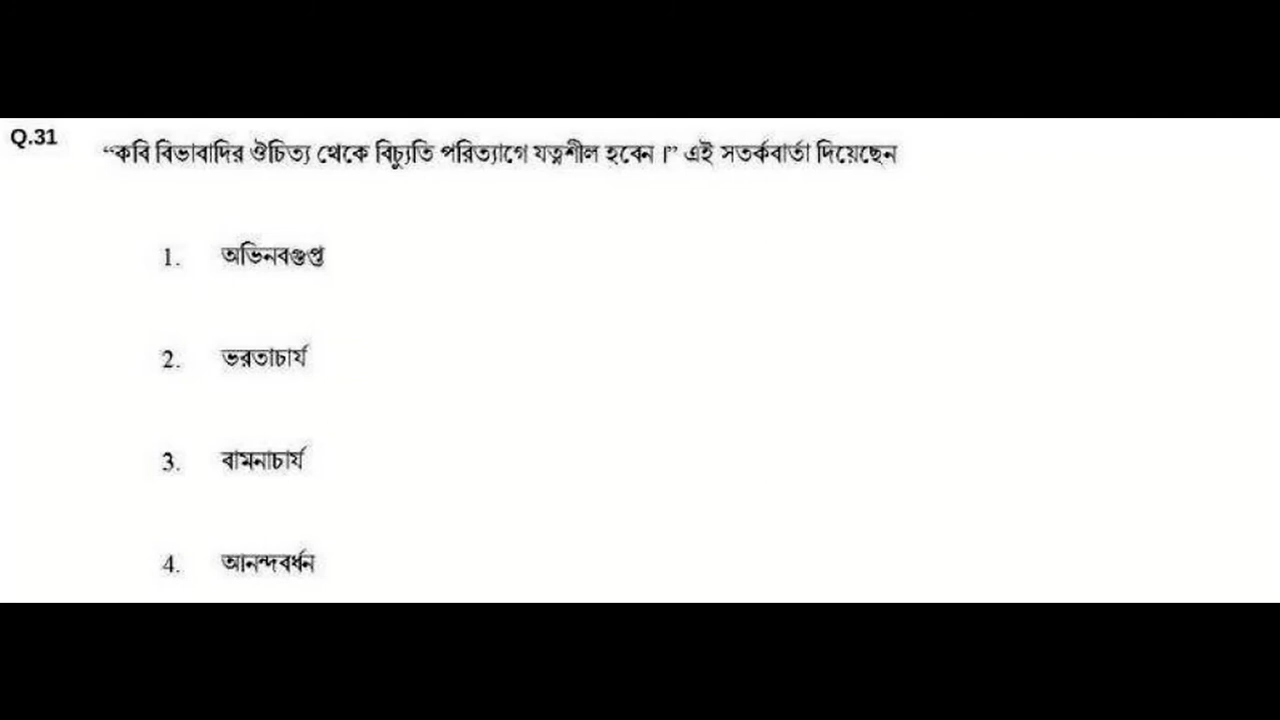 Q.31
“কবি বিভাবাদির ঔচিত্য থেকে বিচ্যুতি পরিত্যাগে যত্নশীল হবেন।” এই সতর্কবার্তা দিয়েছেন
1. অভিনবগুপ্ত
2. ভরতাচার্য
3. বামনাচার্য
4. আনন্দবর্ধন